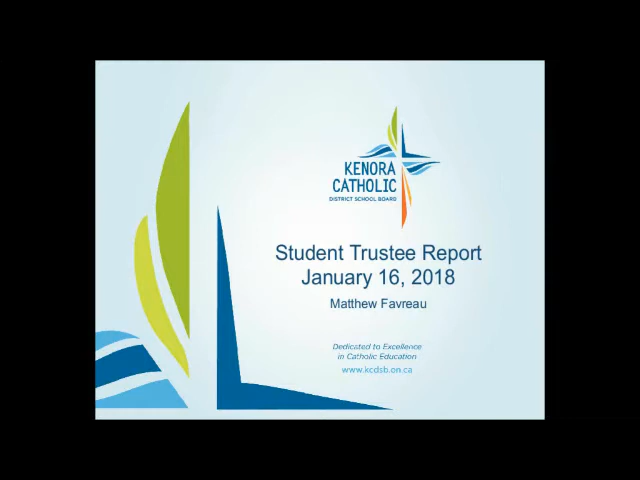 KENORA
CATHOLIC
DISTRICT SCHOOL BOARD
Student Trustee Report
January 16, 2018
Matthew Favreau
Dedicated to Excellence
in Catholic Education
www.kcdsb.on.ca